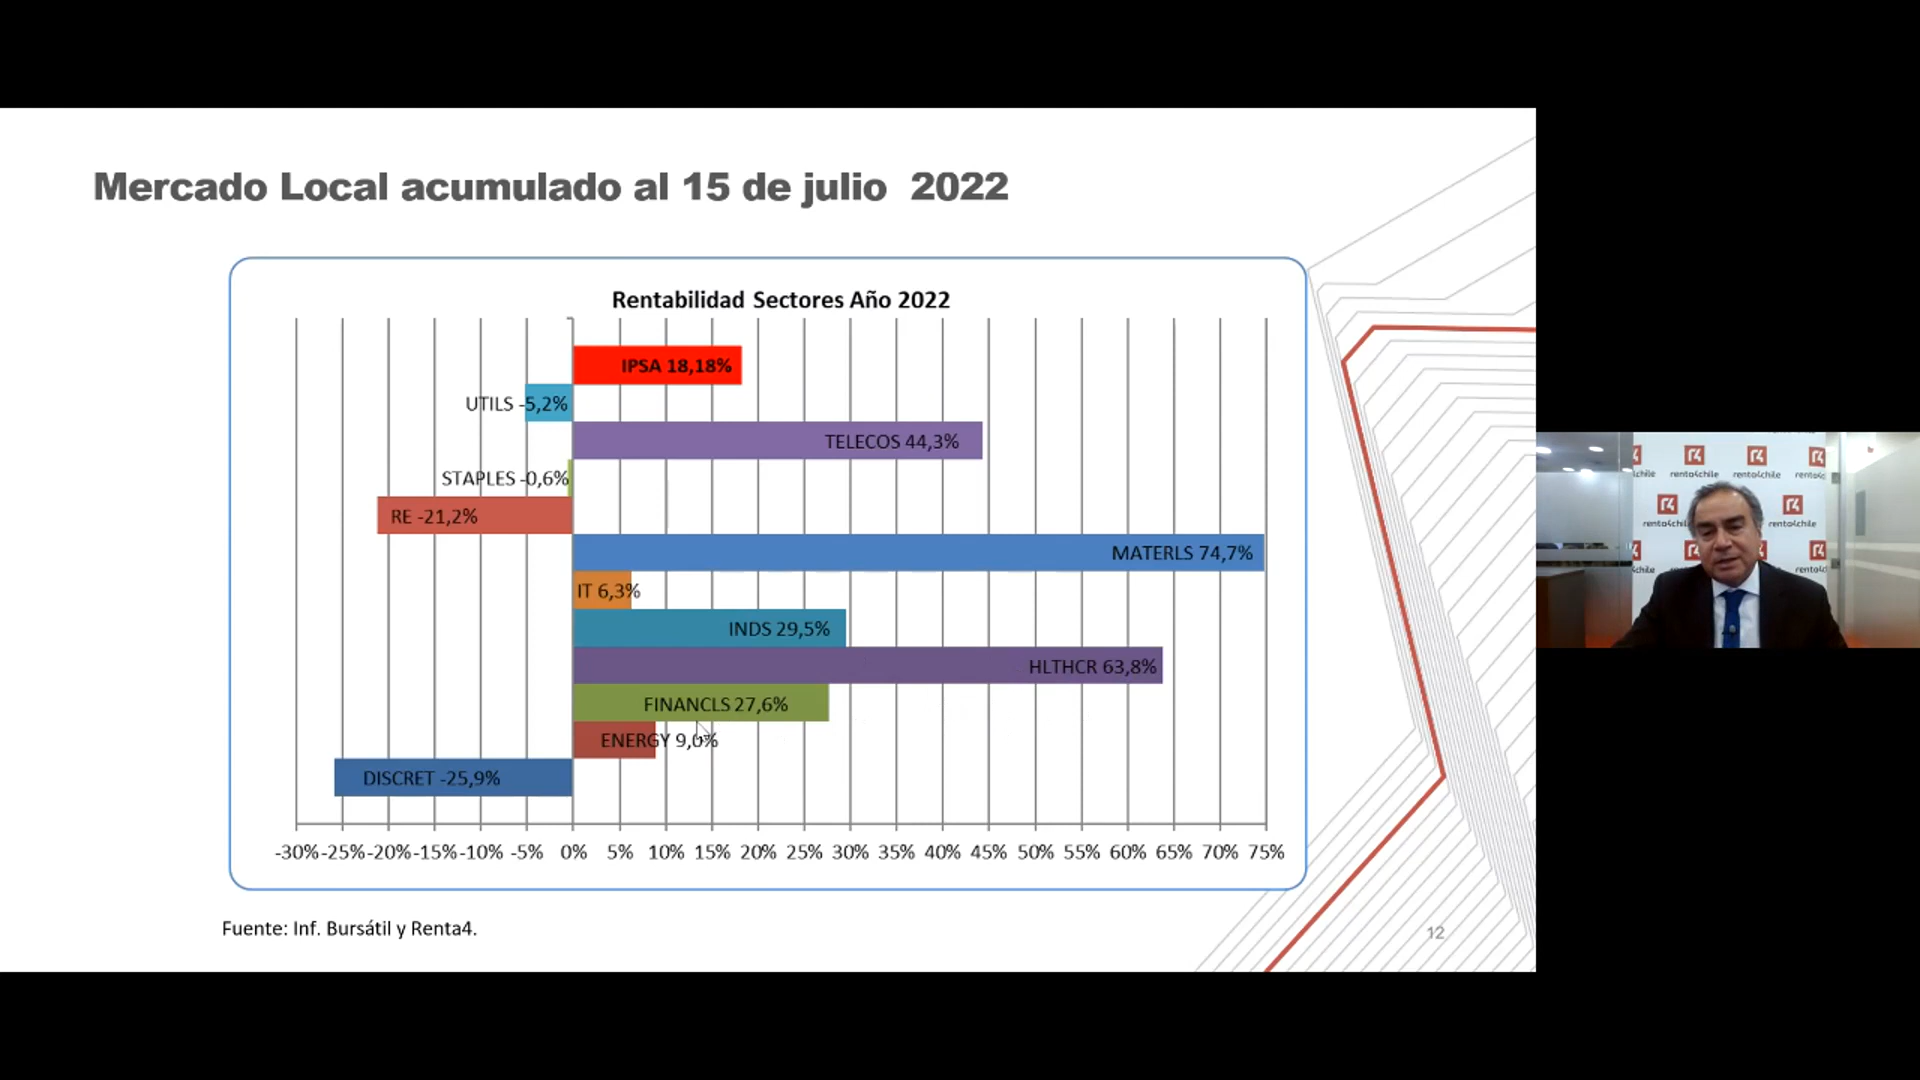 Mercado Local acumulado al 15 de julio 2022
Rentabilidad Sectores Año 2022
IPSA 18,18%
UTILS -5,2%
TELECOS 44,3%
STAPLES -0,6%
RE -21,2%
MATERLS 74,7%
IT 6,3%
INDS 29,5%
HLTHCR 63,8%
FINANCLS 27,6%
ENERGY 9,0%
DISCRET -25,9%
-30% -25% -20% -15% -10% -5% 0% 5% 10% 15% 20% 25% 30% 35% 40% 45% 50% 55% 60% 65% 70% 75%
Fuente: Inf. Bursátil y Renta4.
12
renta4chile renta4chile
renta4chile